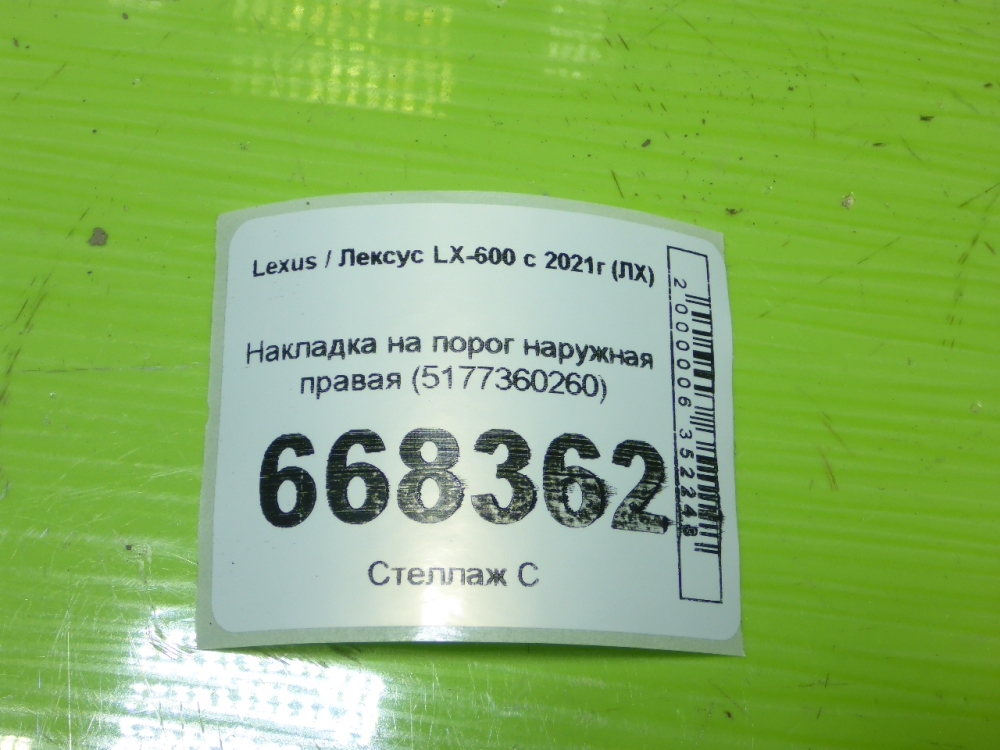 Lexus / Лексус LX-600 с 2021г (ЛХ)
Накладка на порог наружная
правая (5177360260)
668362
Стеллаж С
2000006352248